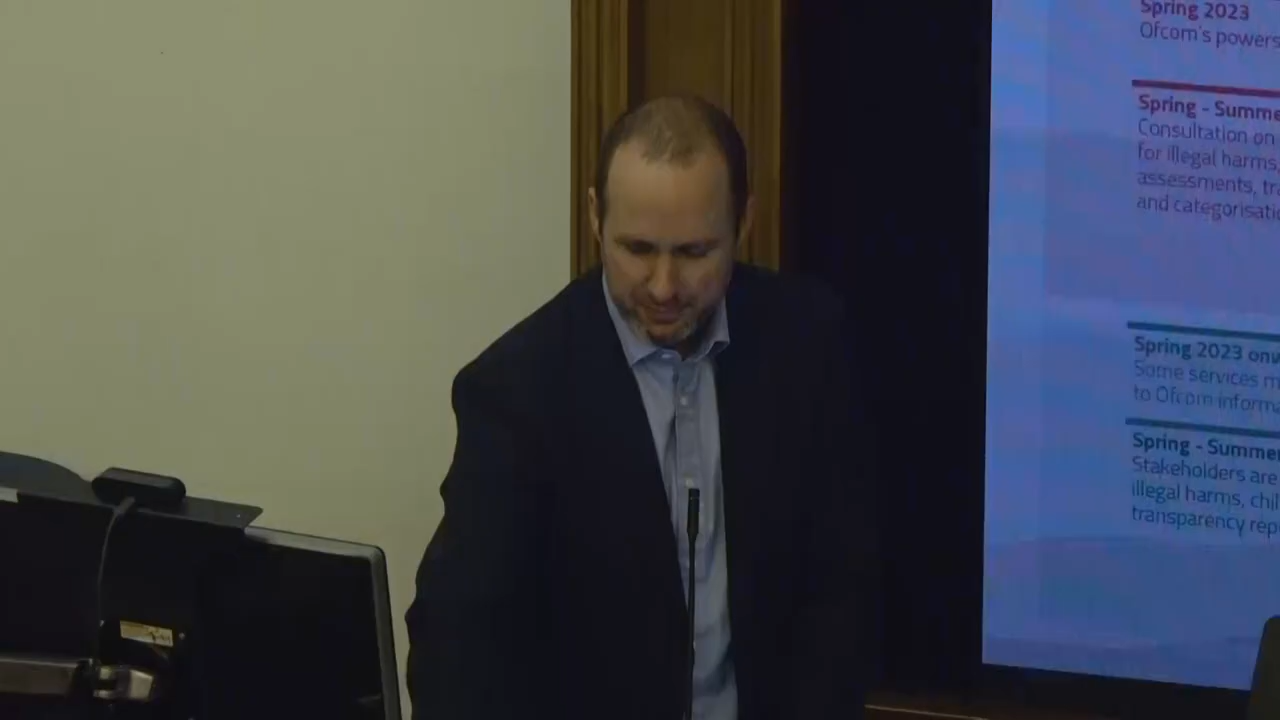 Spring 2023
Ofcom's powers
Spring - Summe
Consultation on
for illegal harms,
assessments, tra
and categorisatio
Spring 2023 onw
Some services m
to Ofcom informa
Spring - Summer
Stakeholders are
illegal harms, chil
transparency rep